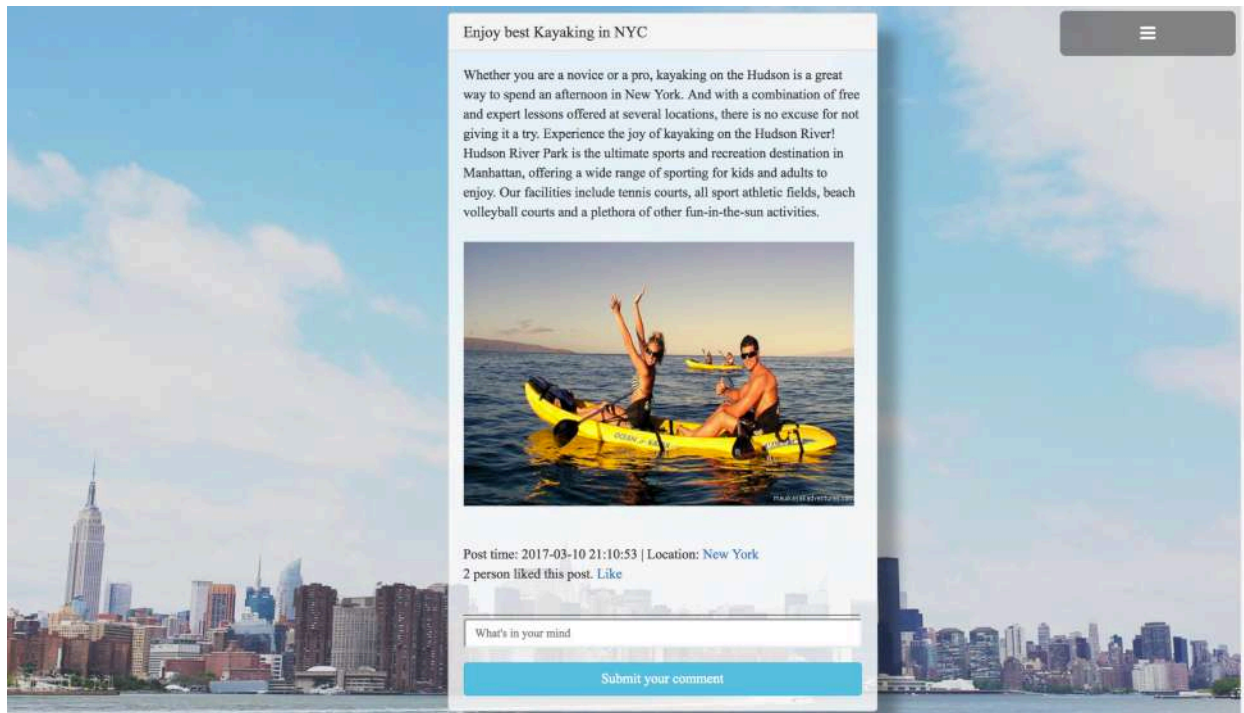 Enjoy best Kayaking in NYC
Whether you are a novice or a pro, kayaking on the Hudson is a great
way to spend an afternoon in New York. And with a combination of free
and expert lessons offered at several locations, there is no excuse for not
giving it a try. Experience the joy of kayaking on the Hudson River!
Hudson River Park is the ultimate sports and recreation destination in
Manhattan, offering a wide range of sporting for kids and adults to
enjoy. Our facilities include tennis courts, all sport athletic fields, beach
volleyball courts and a plethora of other fun-in-the-sun activities.
OCEAN KAYAK
Post time: 2017-03-10 21:10:53 | Location: New York
2 person liked this post. Like
What's in your mind
Submit your comment